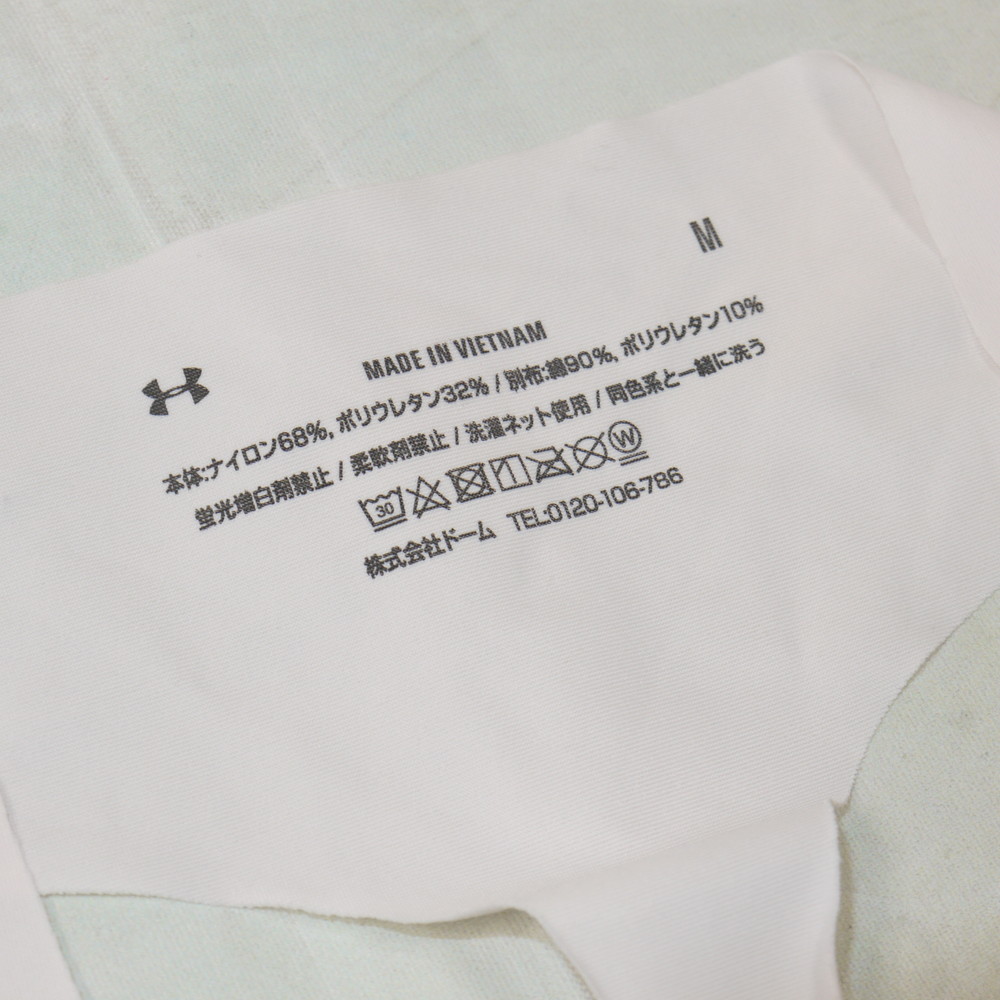 M
MADE IN VIETNAM
本体:ナイロン68%, ポリウレタン32% / 別布:綿90%, ポリウレタン10%
蛍光増白剤禁止 / 柔軟剤禁止 / 洗濯ネット使用 / 同色系と一緒に洗う
30 W
株式会社ドーム TEL:0120-106-786